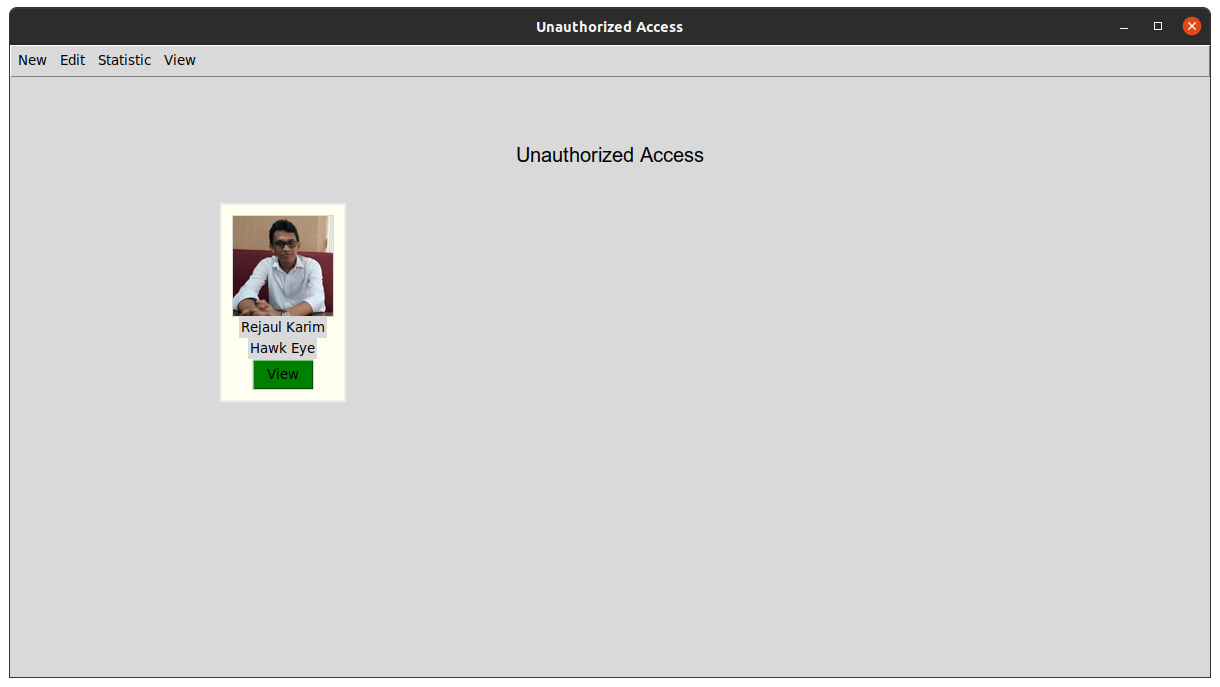 Unauthorized Access
New Edit Statistic View
Unauthorized Access
Rejaul Karim
Hawk Eye
View